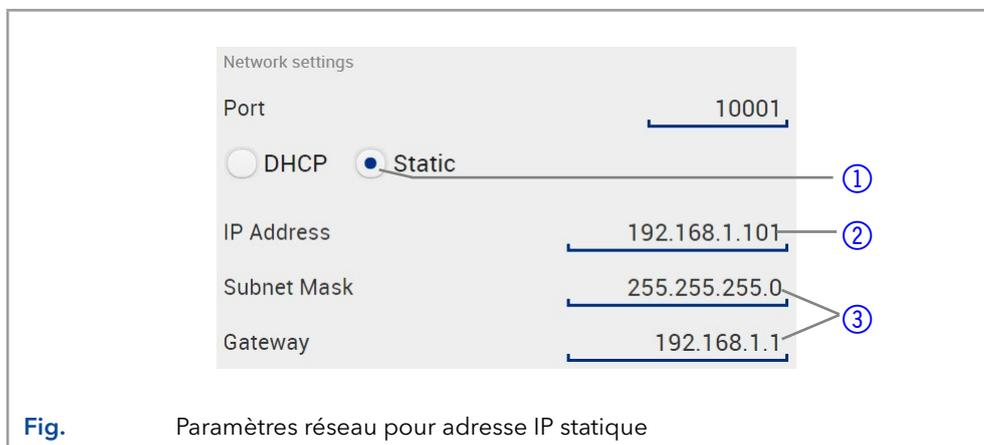 Network settings
Port 10001
DHCP Static
①
IP Address 192.168.1.101 ②
Subnet Mask 255.255.255.0
③
Gateway 192.168.1.1
Fig. Paramètres réseau pour adresse IP statique